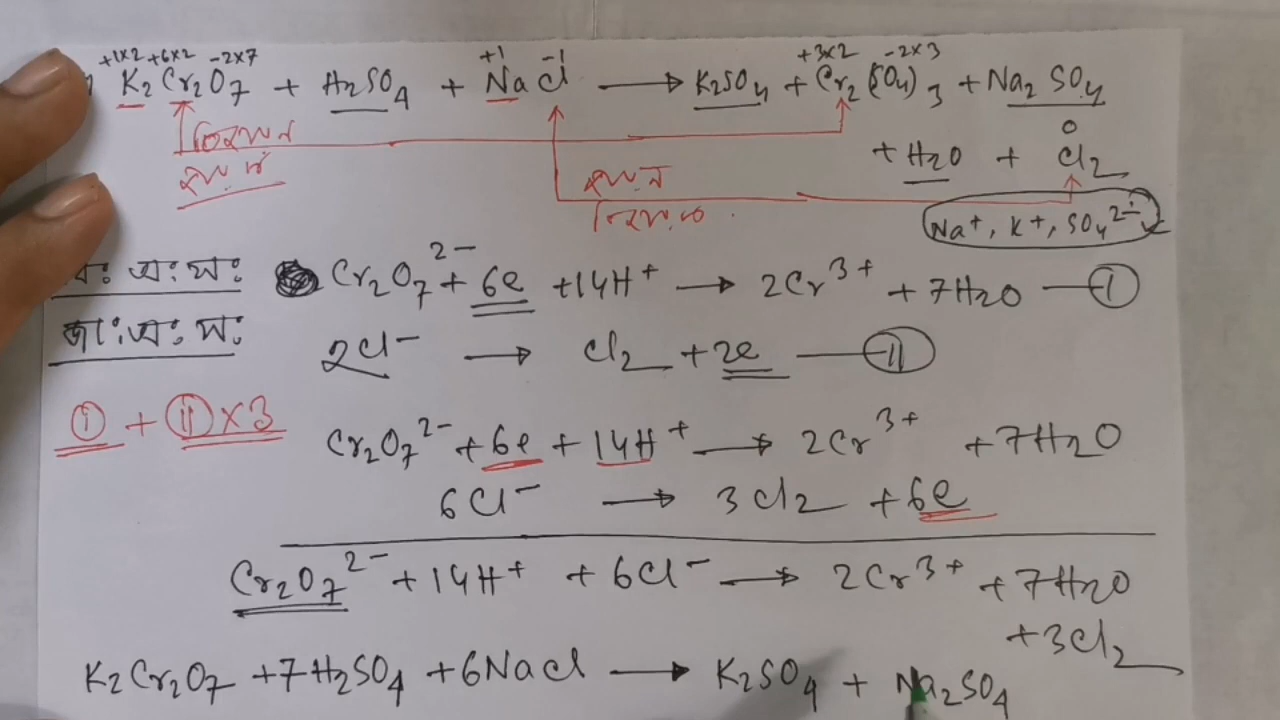 +1×2 +6×2 -2×7 +1 -1 +3×2 -2×3
K2Cr2O7 + H2SO4 + NaCl → K2SO4 + Cr2(SO4)3 + Na2SO4
0
+ H2O + Cl2
Na+, K+, SO4 2-
Cr2O7 2- + 6e + 14H+ → 2Cr3+ + 7H2O — (I)
জাঃ অঃ সঃ
2Cl- → Cl2 + 2e — (II)
(i) + (ii) × 3
Cr2O7 2- + 6e + 14H+ → 2Cr3+ + 7H2O
6Cl- → 3Cl2 + 6e
Cr2O7 2- + 14H+ + 6Cl- → 2Cr3+ + 7H2O
+ 3Cl2
K2Cr2O7 + 7H2SO4 + 6NaCl → K2SO4 + Na2SO4